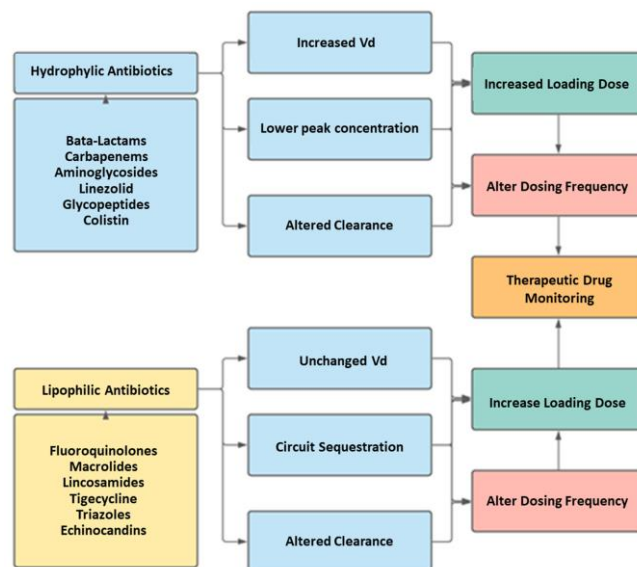 Hydrophylic Antibiotics
Bata-Lactams
Carbapenems
Aminoglycosides
Linezolid
Glycopeptides
Colistin
Increased Vd
Lower peak concentration
Altered Clearance
Increased Loading Dose
Alter Dosing Frequency
Therapeutic Drug
Monitoring
Lipophilic Antibiotics
Fluoroquinolones
Macrolides
Lincosamides
Tigecycline
Triazoles
Echinocandins
Unchanged Vd
Circuit Sequestration
Altered Clearance
Increase Loading Dose
Alter Dosing Frequency